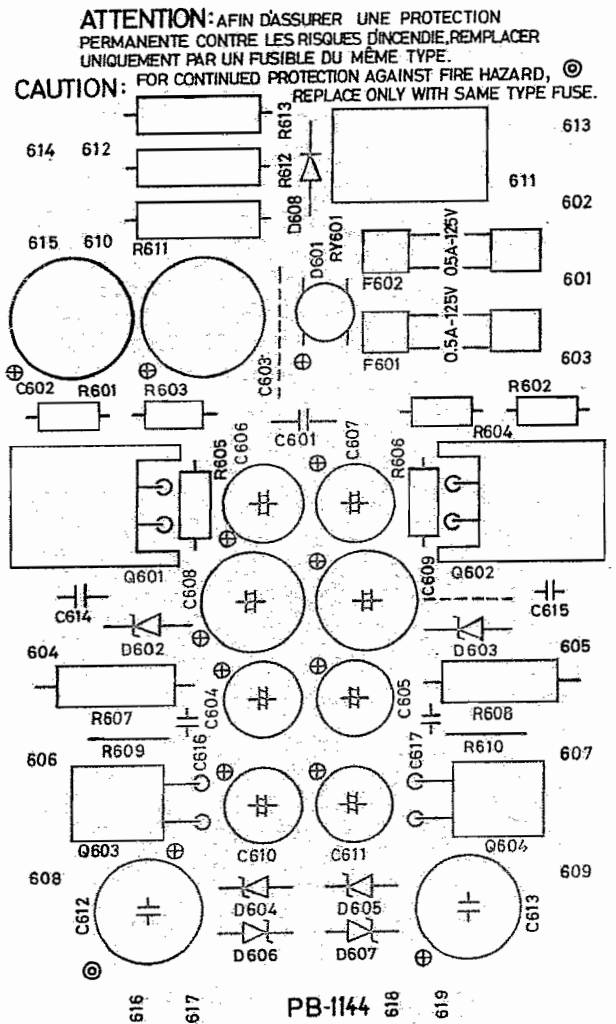 ATTENTION: AFIN D'ASSURER UNE PROTECTION
PERMANENTE CONTRE LES RISQUES D'INCENDIE, REMPLACER
UNIQUEMENT PAR UN FUSIBLE DU MÊME TYPE.
CAUTION: FOR CONTINUED PROTECTION AGAINST FIRE HAZARD,
REPLACE ONLY WITH SAME TYPE FUSE.
R613
613
614
612
R612
D608
611
602
615
610
R611
D601
RY601
F602
0.5A-125V
601
C603
F601
0.5A-125V
603
C602
R601
R603
R602
C606
C601
C607
R604
R605
R606
Q601
C608
C609
Q602
C614
C615
D602
D603
604
605
R607
C604
C605
R608
R609
C616
C617
R610
606
607
Q603
C610
C611
Q604
608
609
C612
D604
D605
C613
D606
D607
616
617
PB-1144
618
619